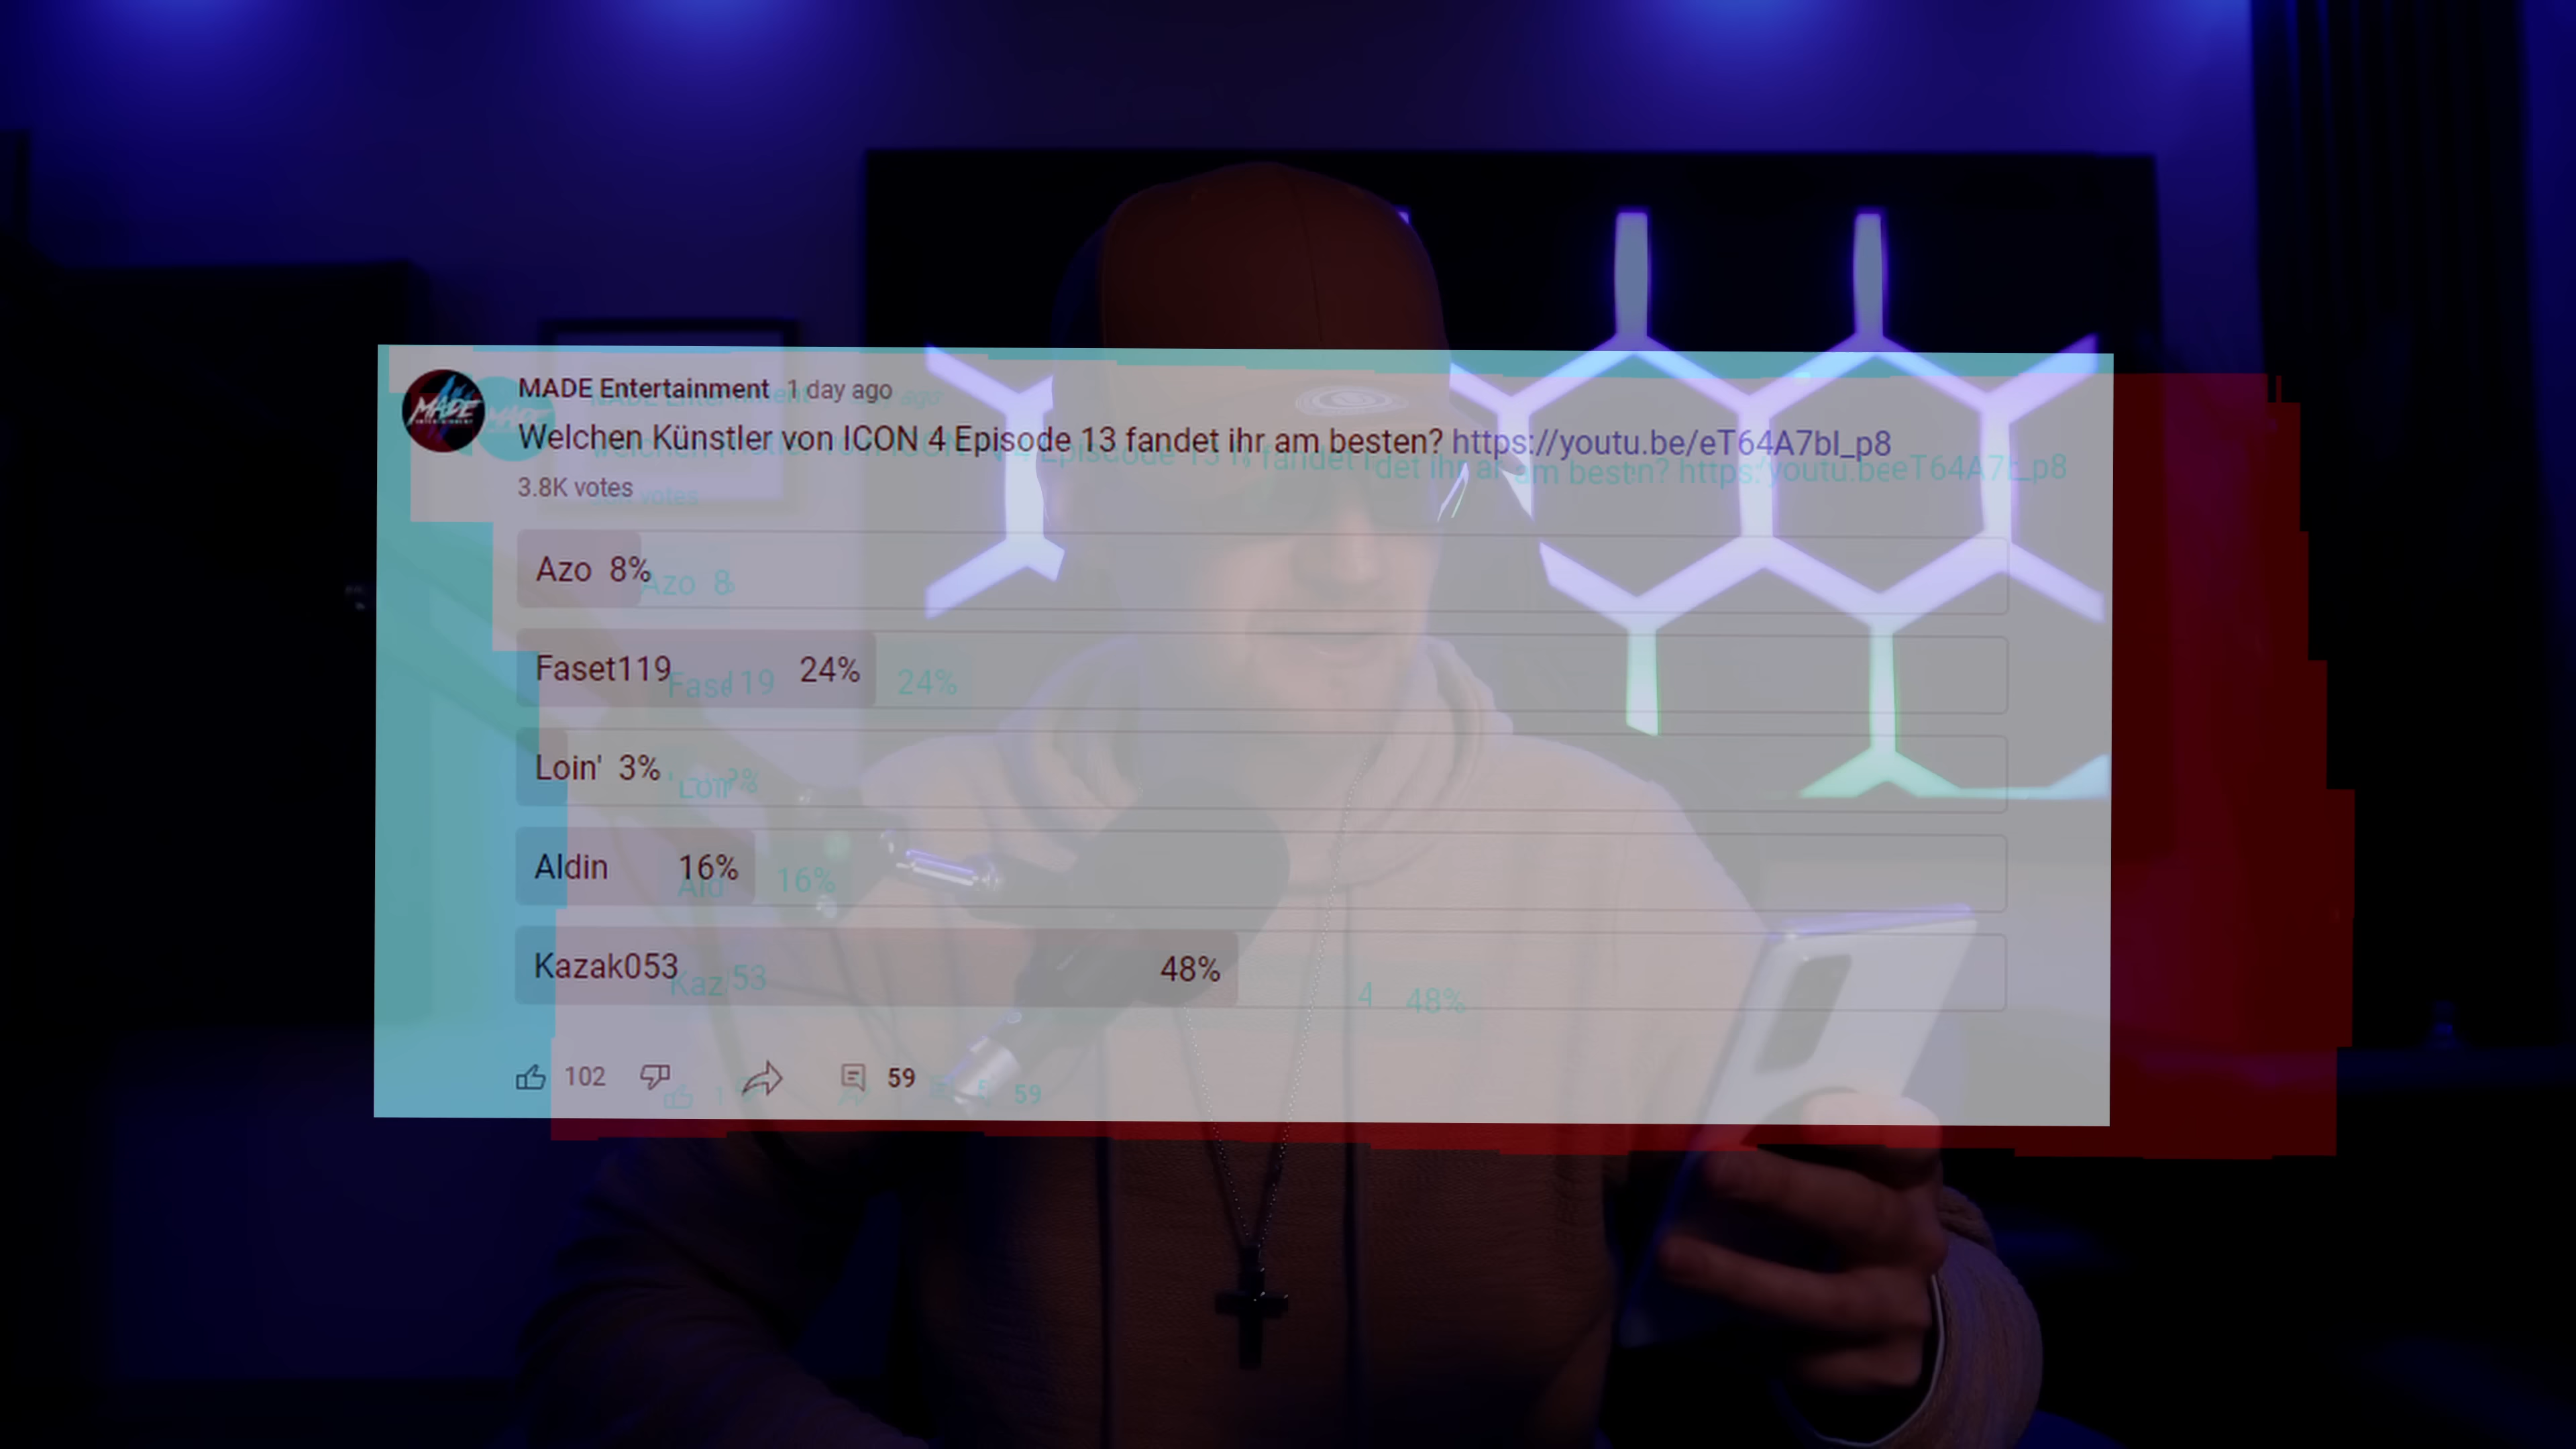 MADE Entertainment 1 day ago
Welchen Künstler von ICON 4 Episode 13 fandet ihr am besten? https://youtu.be/eT64A7bl_p8
3.8K votes
Azo 8%
Faset119 24%
Loin' 3%
Aldin 16%
Kazak053 48%
102 59